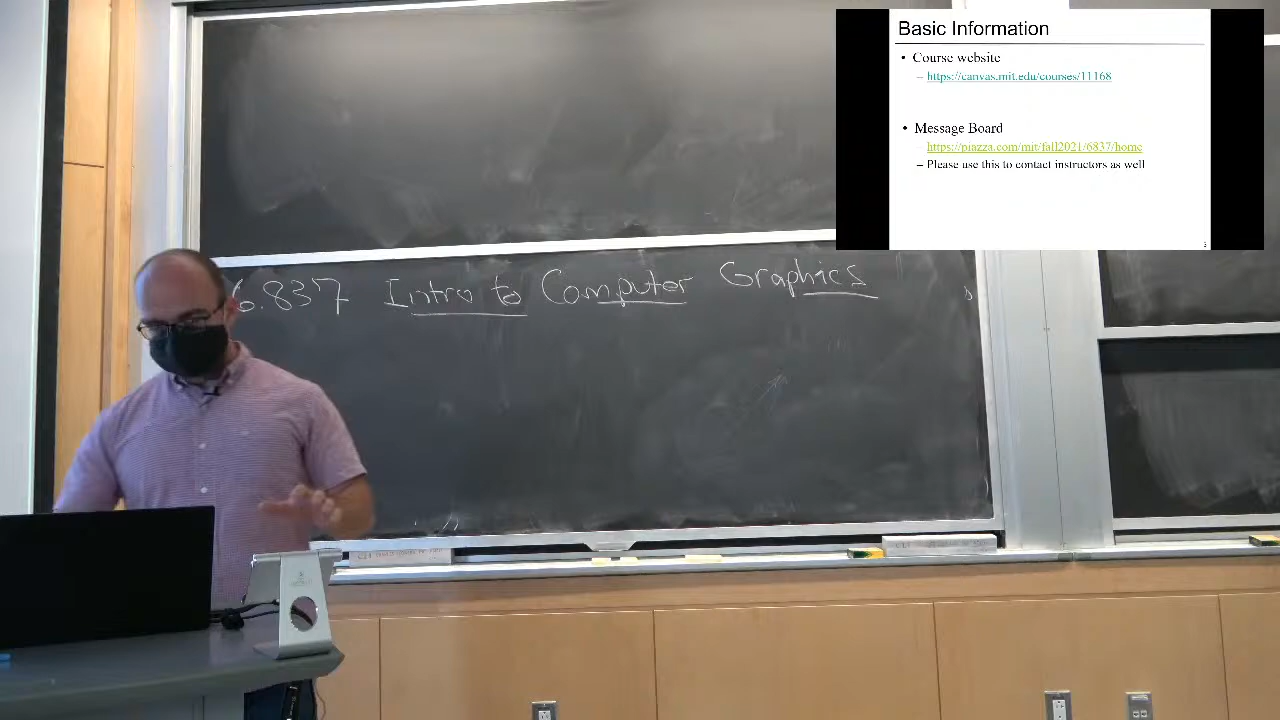 Basic Information
• Course website
– https://canvas.mit.edu/courses/11168
• Message Board
– https://piazza.com/mit/fall2021/6837/home
– Please use this to contact instructors as well
3
6.837 Intro to Computer Graphics